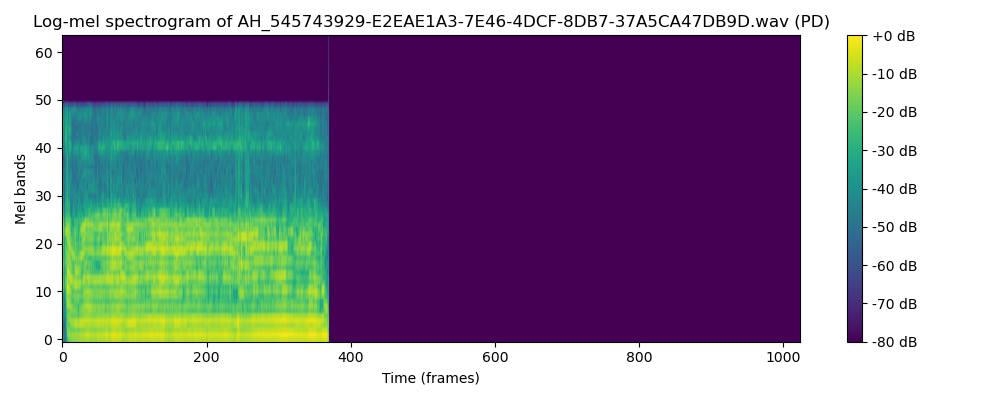 Log-mel spectrogram of AH_545743929-E2EAE1A3-7E46-4DCF-8DB7-37A5CA47DB9D.wav (PD)
60
50
40
30
20
10
0
Mel bands
0 200 400 600 800 1000
Time (frames)
+0 dB
-10 dB
-20 dB
-30 dB
-40 dB
-50 dB
-60 dB
-70 dB
-80 dB